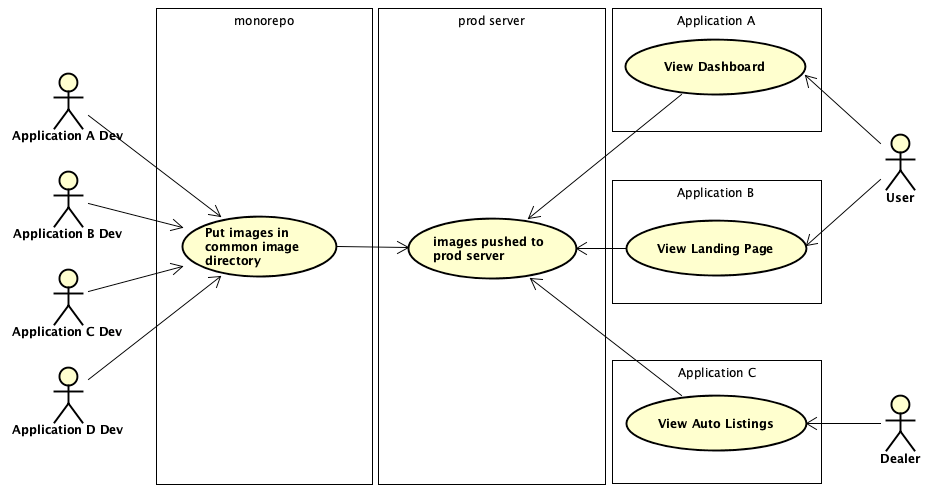 monorepo
prod server
Application A
View Dashboard
Application A Dev
Application B
User
Application B Dev
Put images in
common image
directory
images pushed to
prod server
View Landing Page
Application C Dev
Application C
View Auto Listings
Application D Dev
Dealer